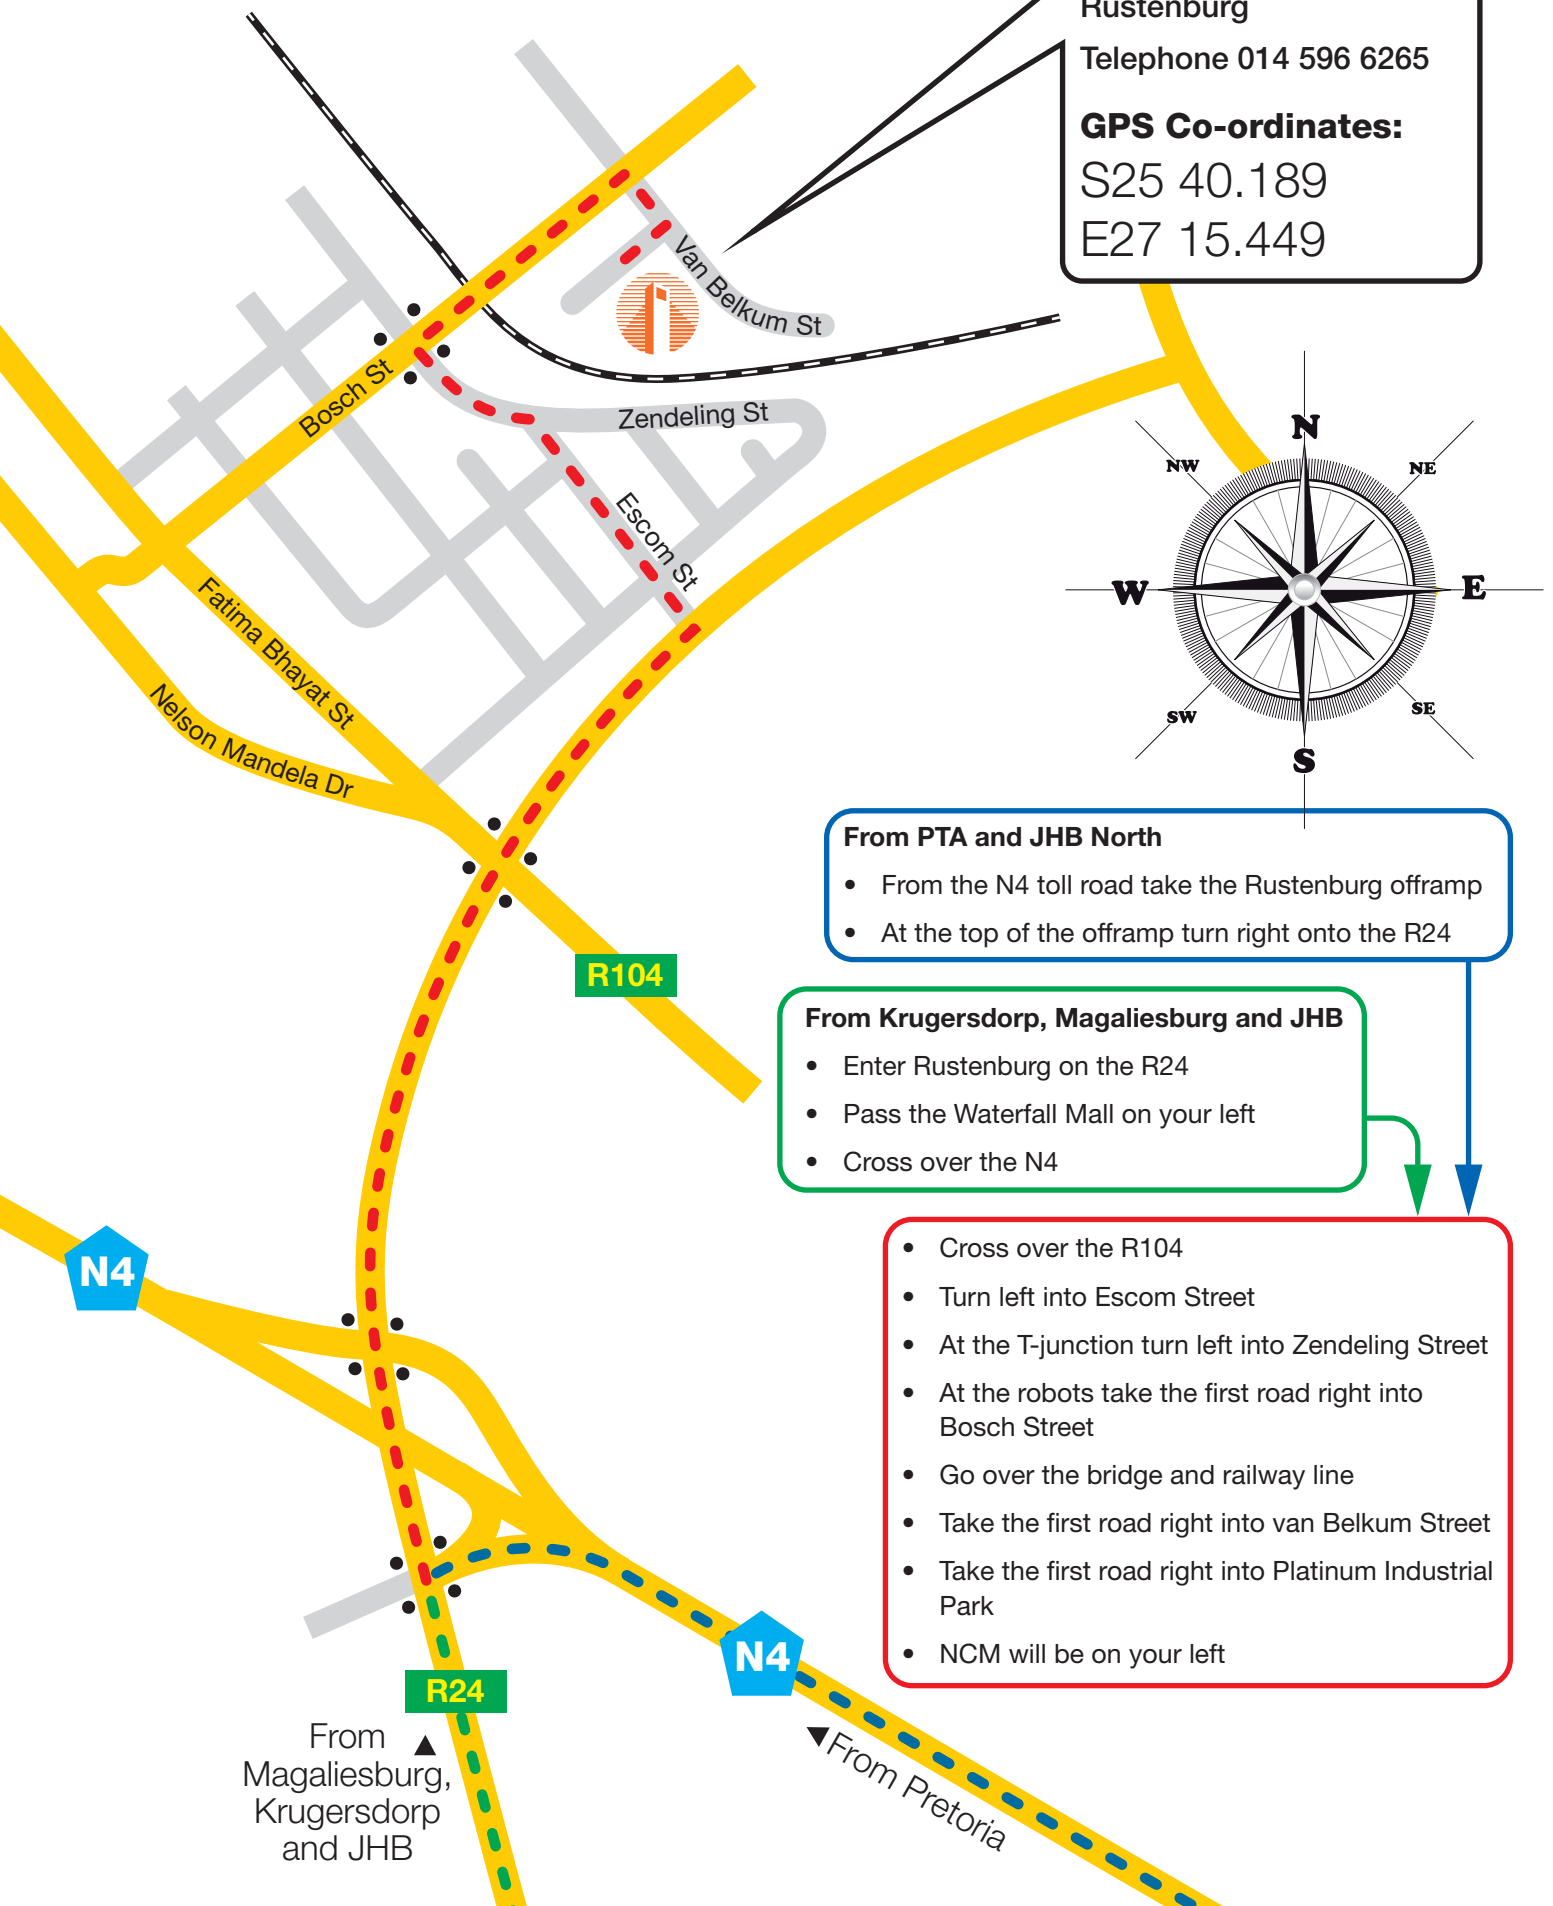 Rustenburg
Telephone 014 596 6265
GPS Co-ordinates:
S25 40.189
E27 15.449
Van Belkum St
Bosch St
Zendeling St
Escom St
Fatima Bhayat St
Nelson Mandela Dr
N
NW
NE
W
E
SW
SE
S
From PTA and JHB North
• From the N4 toll road take the Rustenburg offramp
• At the top of the offramp turn right onto the R24
R104
From Krugersdorp, Magaliesburg and JHB
• Enter Rustenburg on the R24
• Pass the Waterfall Mall on your left
• Cross over the N4
N4
• Cross over the R104
• Turn left into Escom Street
• At the T-junction turn left into Zendeling Street
• At the robots take the first road right into
Bosch Street
• Go over the bridge and railway line
• Take the first road right into van Belkum Street
• Take the first road right into Platinum Industrial
Park
• NCM will be on your left
N4
R24
From
Magaliesburg,
Krugersdorp
and JHB
From Pretoria